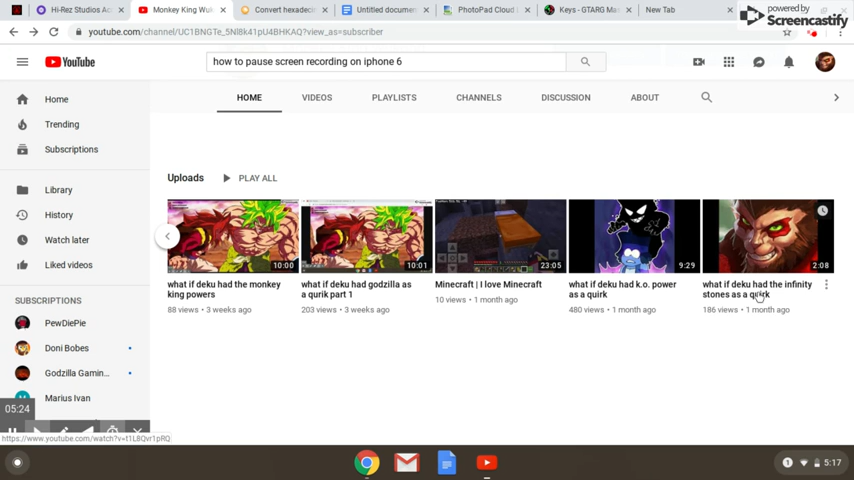 Hi-Rez Studios Ac
Monkey King Wuk
Convert hexadecim
Untitled documen
PhotoPad Cloud E
Keys - GTARG Ma
New Tab
powered by
Screencastify
youtube.com/channel/UC1BNGTe_5Nl8k41pU4BHKAQ?view_as=subscriber
YouTube
how to pause screen recording on iphone 6
HOME
VIDEOS
PLAYLISTS
CHANNELS
DISCUSSION
ABOUT
Home
Trending
Subscriptions
Library
History
Watch later
Liked videos
SUBSCRIPTIONS
PewDiePie
Doni Bobes
Godzilla Gamin...
Marius Ivan
Uploads
PLAY ALL
10:00
10:01
23:05
9:29
2:08
what if deku had the monkey
king powers
88 views • 3 weeks ago
what if deku had godzilla as
a qurik part 1
203 views • 3 weeks ago
Minecraft | I love Minecraft
10 views • 1 month ago
what if deku had k.o. power
as a quirk
480 views • 1 month ago
what if deku had the infinity
stones as a quirk
186 views • 1 month ago
05:24
https://www.youtube.com/watch?v=t1L8Qvr1pRQ
1
5:17